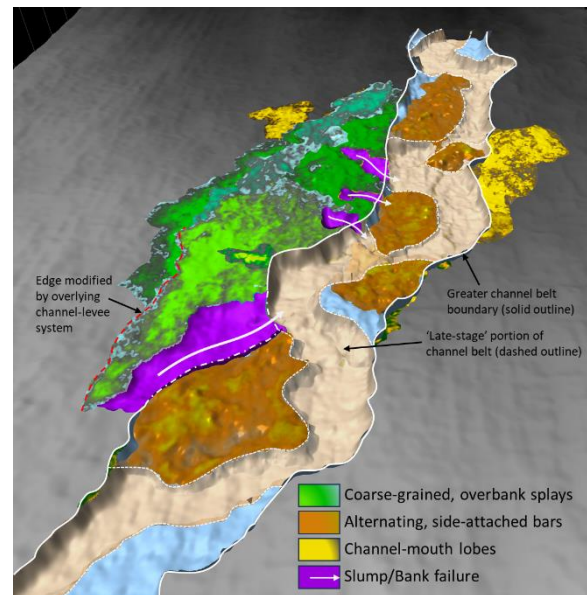 Edge modified
by overlying
channel-levee
system
Greater channel belt
boundary (solid outline)
‘Late-stage’ portion of
channel belt (dashed outline)
Coarse-grained, overbank splays
Alternating, side-attached bars
Channel-mouth lobes
Slump/Bank failure